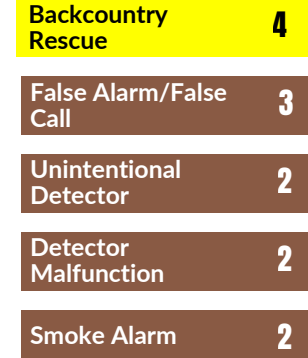 Backcountry
Rescue 4
False Alarm/False
Call 3
Unintentional
Detector 2
Detector
Malfunction 2
Smoke Alarm 2